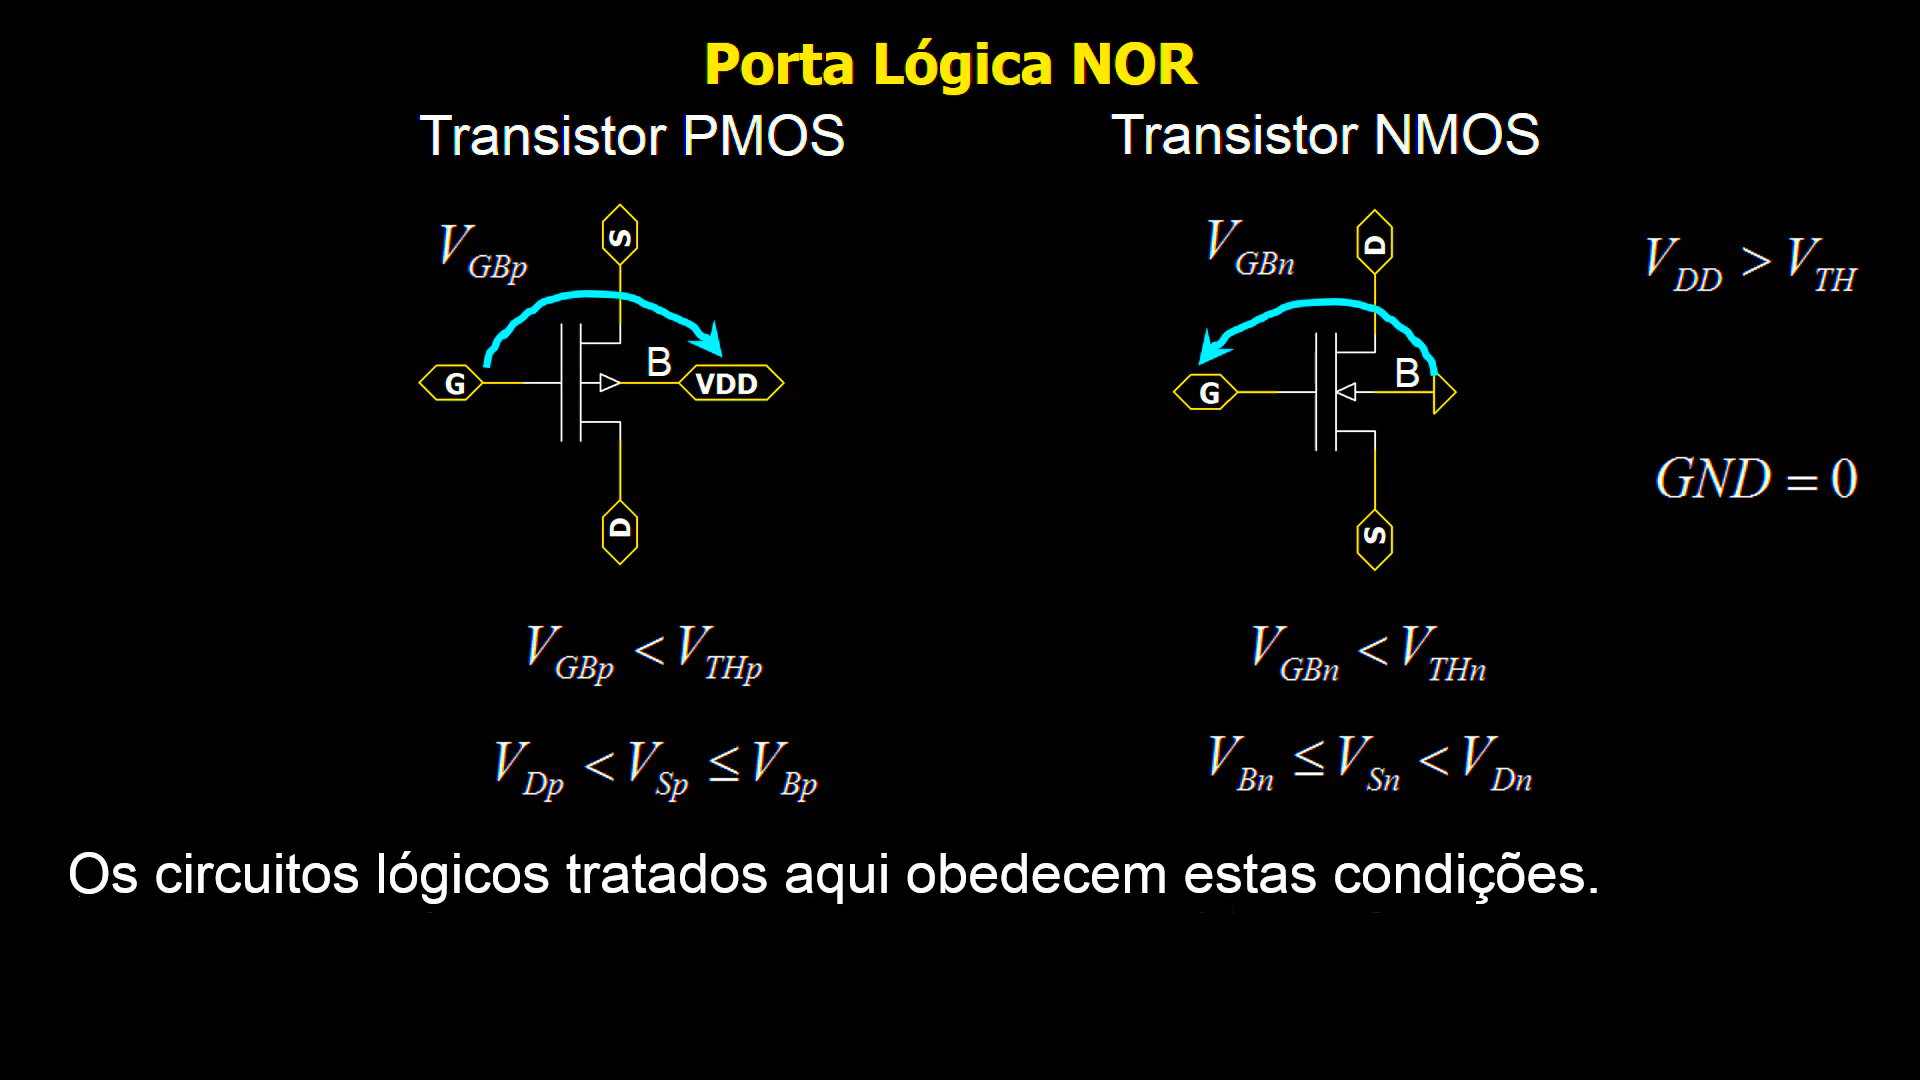 Porta Lógica NOR
Transistor PMOS
Transistor NMOS
V_GBp
S
G
B
VDD
D
V_GBn
D
G
B
S
V_DD > V_TH
GND = 0
V_GBp < V_THp
V_GBn < V_THn
V_Dp < V_Sp ≤ V_Bp
V_Bn ≤ V_Sn < V_Dn
Os circuitos lógicos tratados aqui obedecem estas condições.